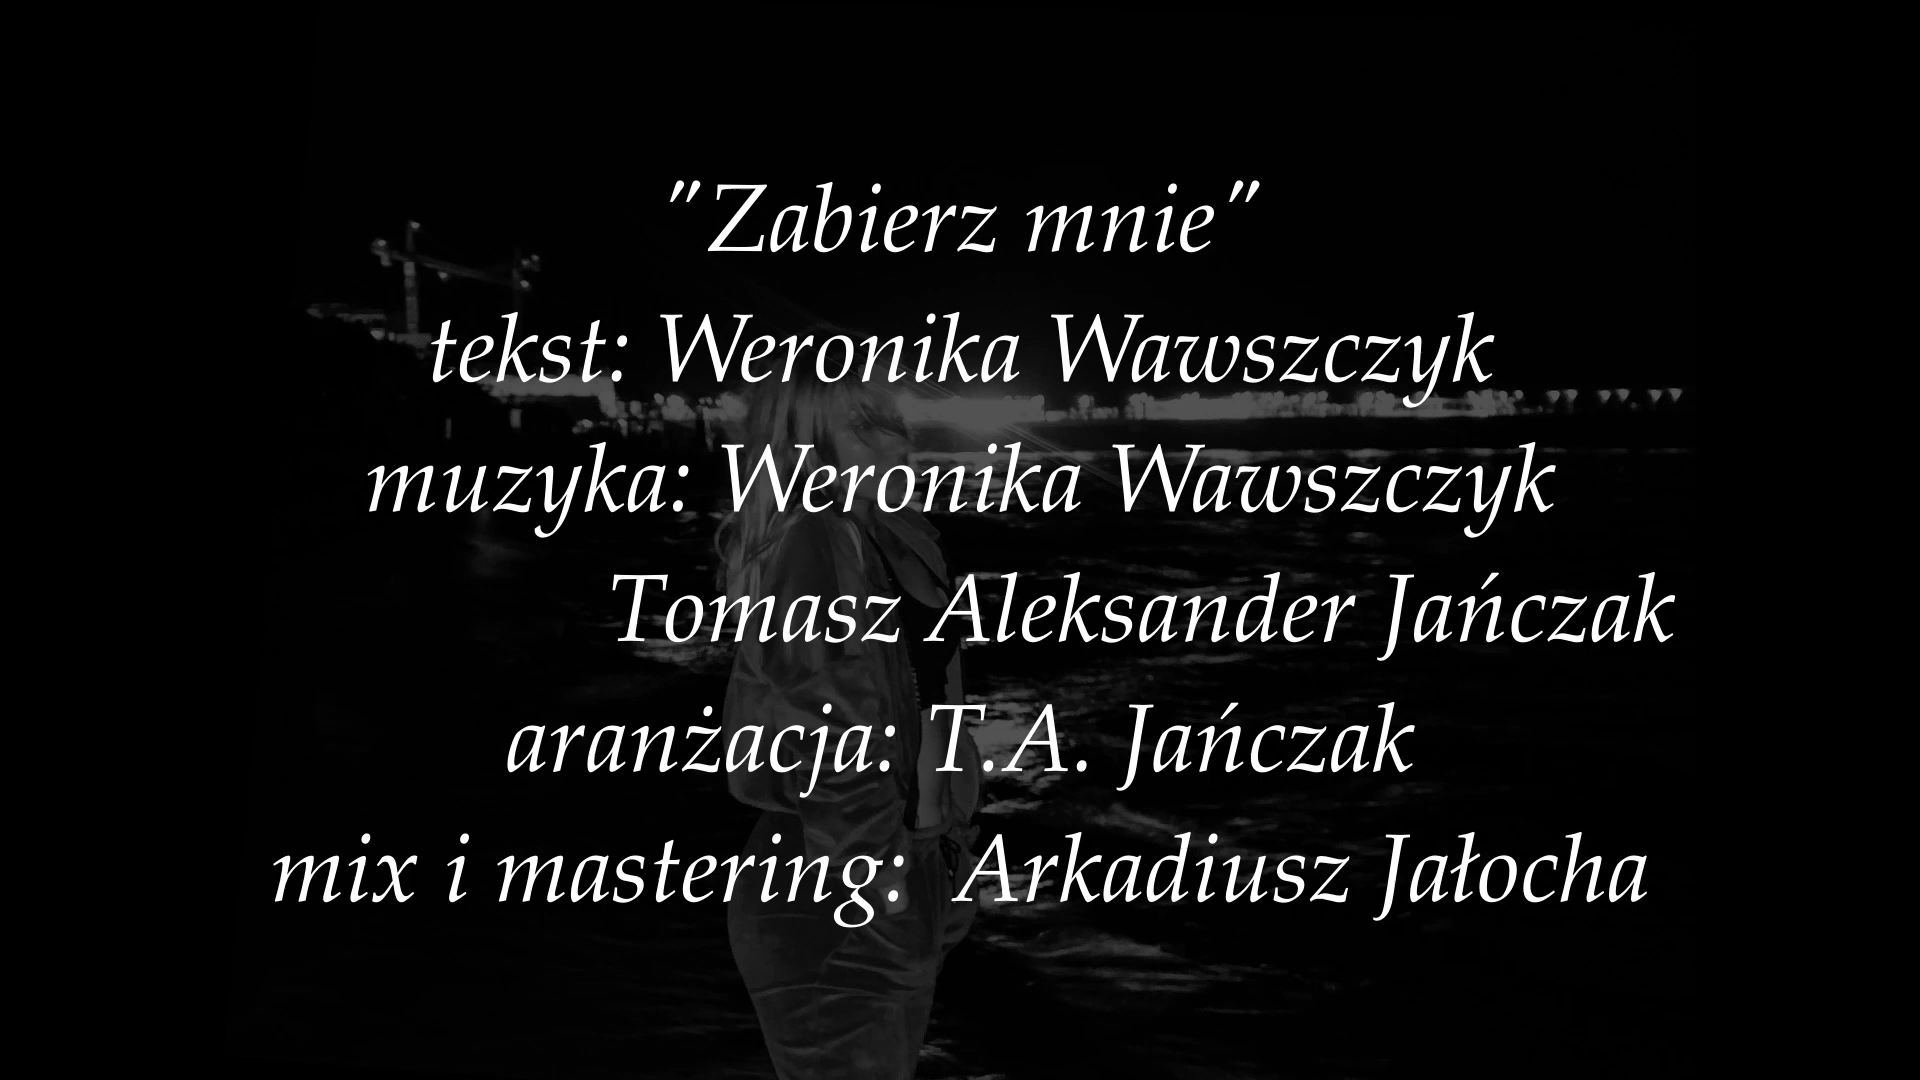 "Zabierz mnie"
tekst: Weronika Wawszczyk
muzyka: Weronika Wawszczyk
Tomasz Aleksander Jańczak
aranżacja: T.A. Jańczak
mix i mastering: Arkadiusz Jałocha